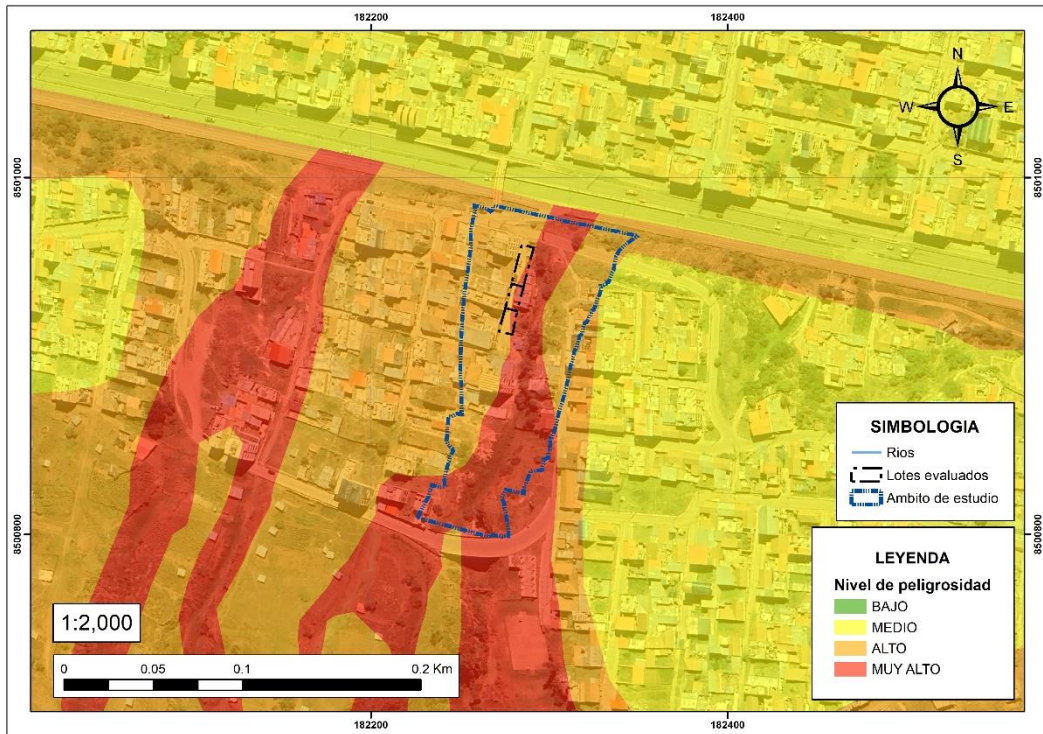 182200
182400
N
W
E
S
8501000
8501000
SIMBOLOGIA
Rios
Lotes evaluados
Ambito de estudio
8500800
8500800
LEYENDA
Nivel de peligrosidad
BAJO
MEDIO
ALTO
MUY ALTO
1:2,000
0 0.05 0.1 0.2 Km
182200
182400